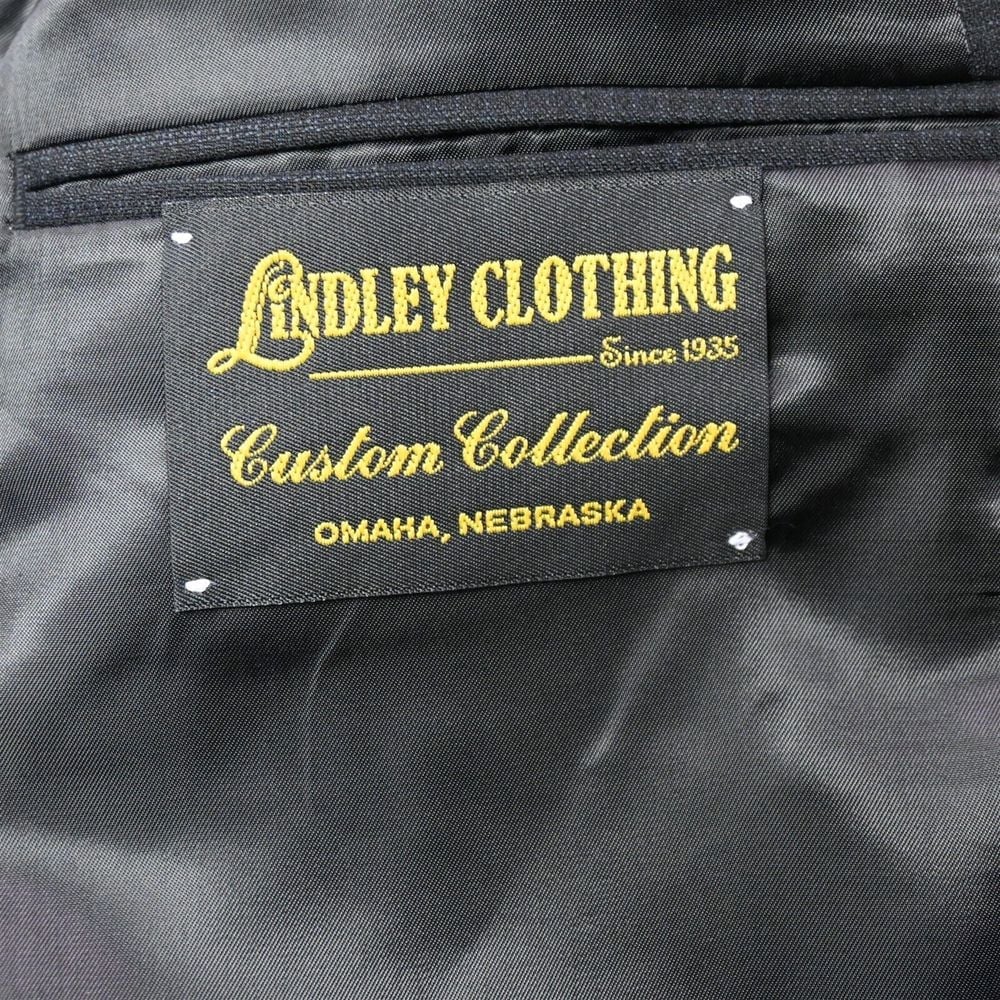 LiNDLEY CLOTHING
Since 1935
Custom Collection
OMAHA, NEBRASKA